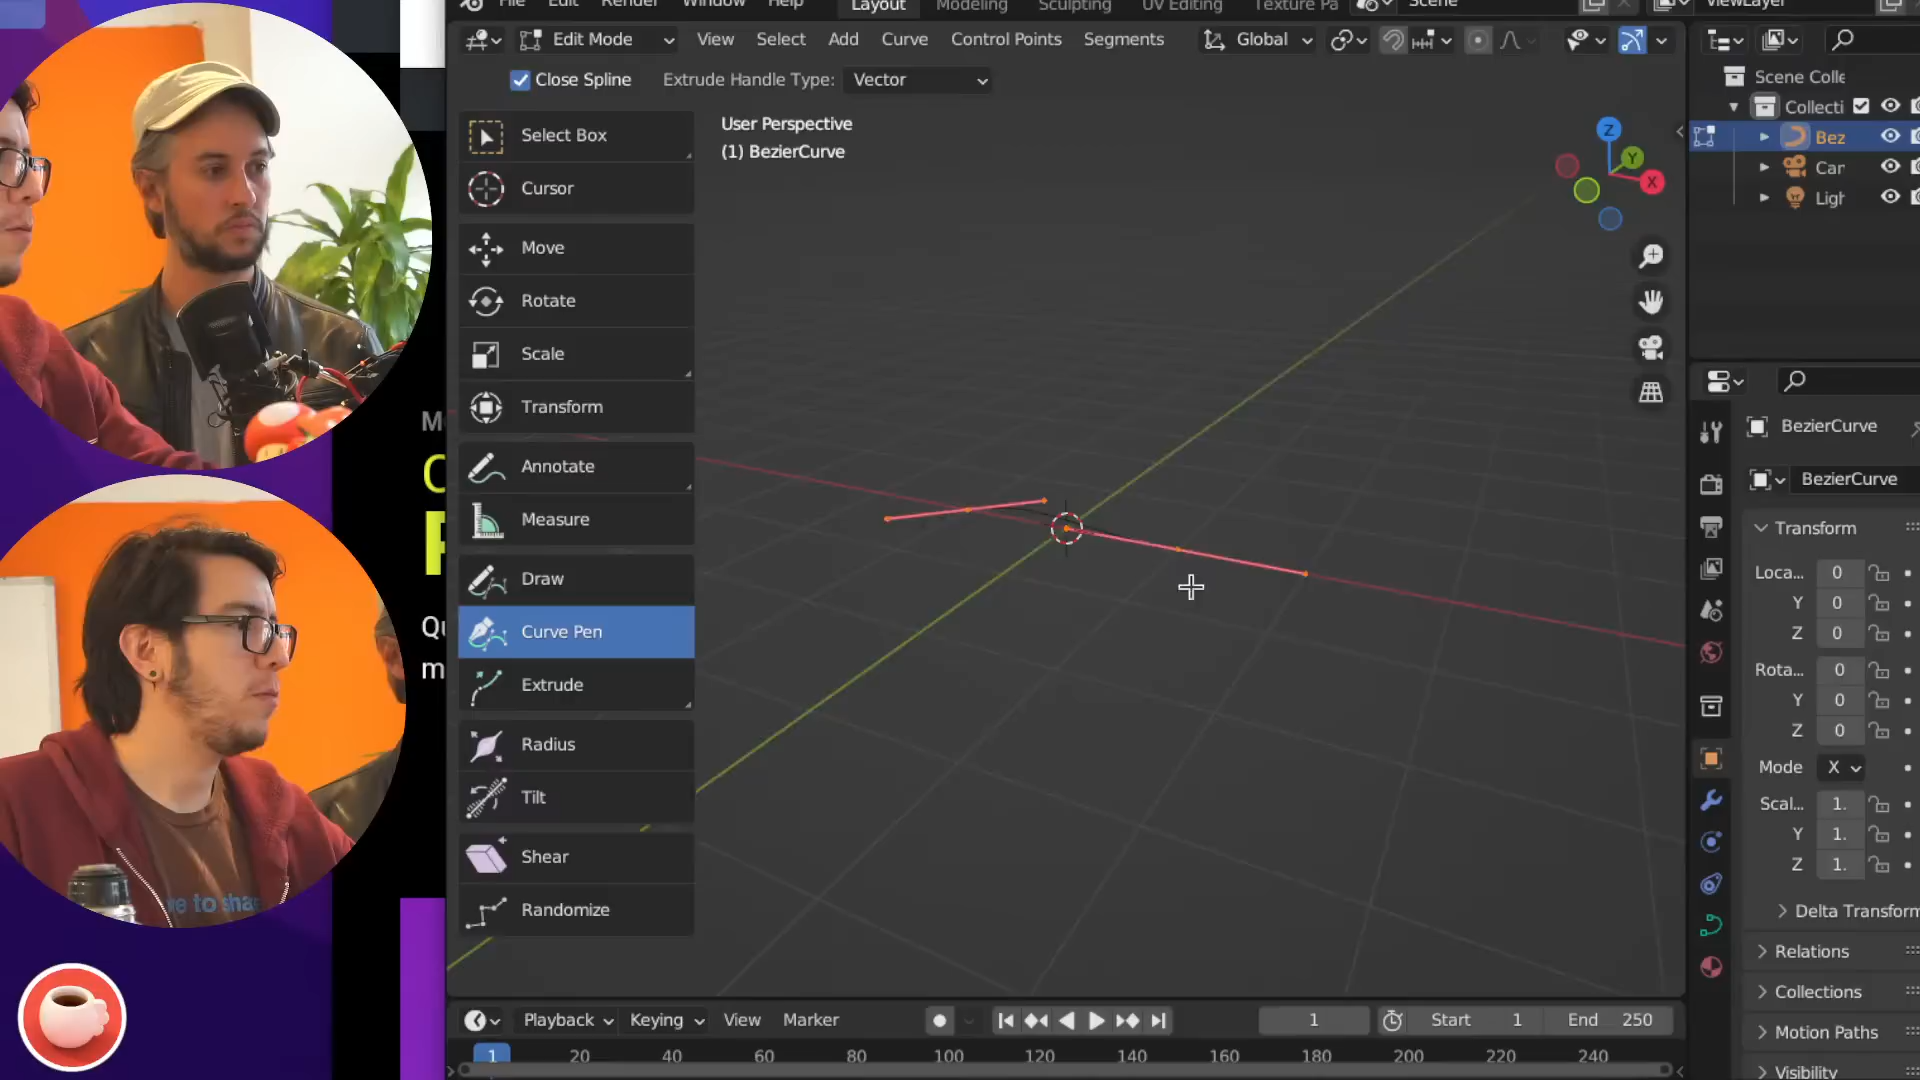 File Edit Render Window Help Layout Modeling Sculpting UV Editing Texture Pa Scene ViewLayer
Edit Mode View Select Add Curve Control Points Segments Global
Close Spline Extrude Handle Type: Vector
Scene Colle
Collecti
Bez
Car
Ligh
User Perspective
(1) BezierCurve
Z
Y
X
Select Box
Cursor
Move
Rotate
Scale
Transform
Annotate
Measure
Draw
Curve Pen
Extrude
Radius
Tilt
Shear
Randomize
BezierCurve
BezierCurve
Transform
Loca... 0
Y 0
Z 0
Rota... 0
Y 0
Z 0
Mode X
Scal... 1.
Y 1.
Z 1.
Delta Transform
Relations
Collections
Motion Paths
Visibility
Qu
m
Playback Keying View Marker 1 Start 1 End 250
1 20 40 60 80 100 120 140 160 180 200 220 240